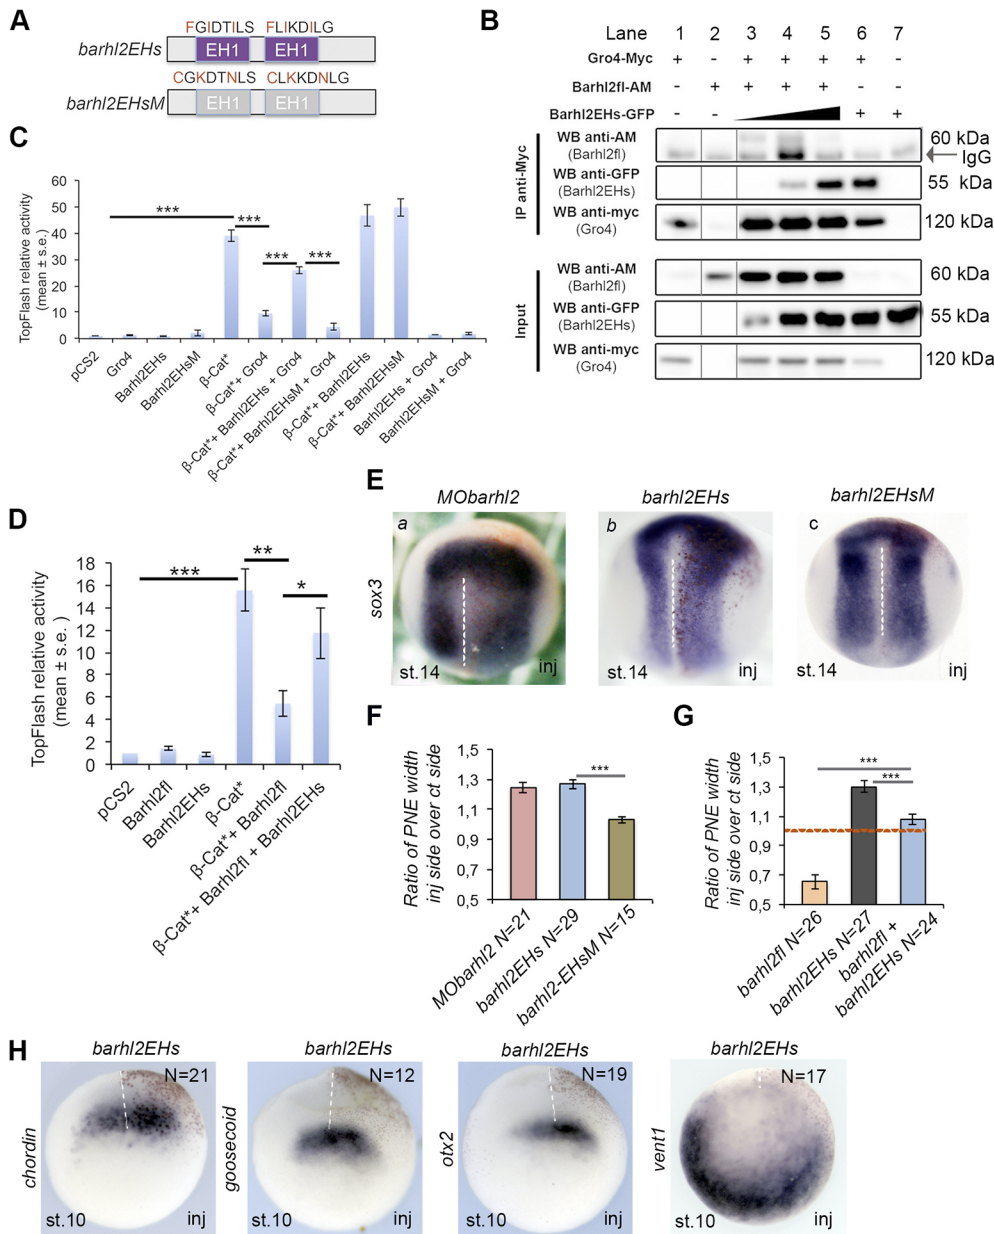 A
FGIDTILS FLIKDILG
barhl2EHs EH1 EH1
CGKDTNLS CLKKDNLG
barhl2EHsM EH1 EH1
B
Lane 1 2 3 4 5 6 7
Gro4-Myc + - + + + + -
Barhl2fl-AM - + + + + - -
Barhl2EHs-GFP - - + +
IP anti-Myc
WB anti-AM
(Barhl2fl)
60 kDa
IgG
WB anti-GFP
(Barhl2EHs)
55 kDa
WB anti-myc
(Gro4)
120 kDa
Input
WB anti-AM
(Barhl2fl)
60 kDa
WB anti-GFP
(Barhl2EHs)
55 kDa
WB anti-myc
(Gro4)
120 kDa
C
TopFlash relative activity
(mean ± s.e.)
60
50
40
30
20
10
0
*** *** *** ***
pCS2
Gro4
Barhl2EHs
Barhl2EHsM
β-Cat*
β-Cat*+ Gro4
β-Cat*+ Barhl2EHs + Gro4
β-Cat*+ Barhl2EHsM + Gro4
β-Cat*+ Barhl2EHs
β-Cat*+ Barhl2EHsM
Barhl2EHs + Gro4
Barhl2EHsM + Gro4
D
TopFlash relative activity
(mean ± s.e. )
18
16
14
12
10
8
6
4
2
0
*** ** *
pCS2
Barhl2fl
Barhl2EHs
β-Cat*
β-Cat*+ Barhl2fl
β-Cat*+ Barhl2fl + Barhl2EHs
E
MObarhl2 barhl2EHs barhl2EHsM
sox3
a b c
st.14 inj st.14 inj st.14 inj
F
Ratio of PNE width
inj side over ct side
1,5
1,3
1,1
0,9
0,7
0,5
***
MObarhl2 N=21
barhl2EHs N=29
barhl2-EHsM N=15
G
Ratio of PNE width
inj side over ct side
1,5
1,3
1,1
0,9
0,7
0,5
***
***
barhl2fl N=26
barhl2EHs N=27
barhl2fl +
barhl2EHs N=24
H
barhl2EHs barhl2EHs barhl2EHs barhl2EHs
N=21 N=12 N=19 N=17
chordin goosecoid otx2 vent1
st.10 inj st.10 inj st.10 inj st.10 inj